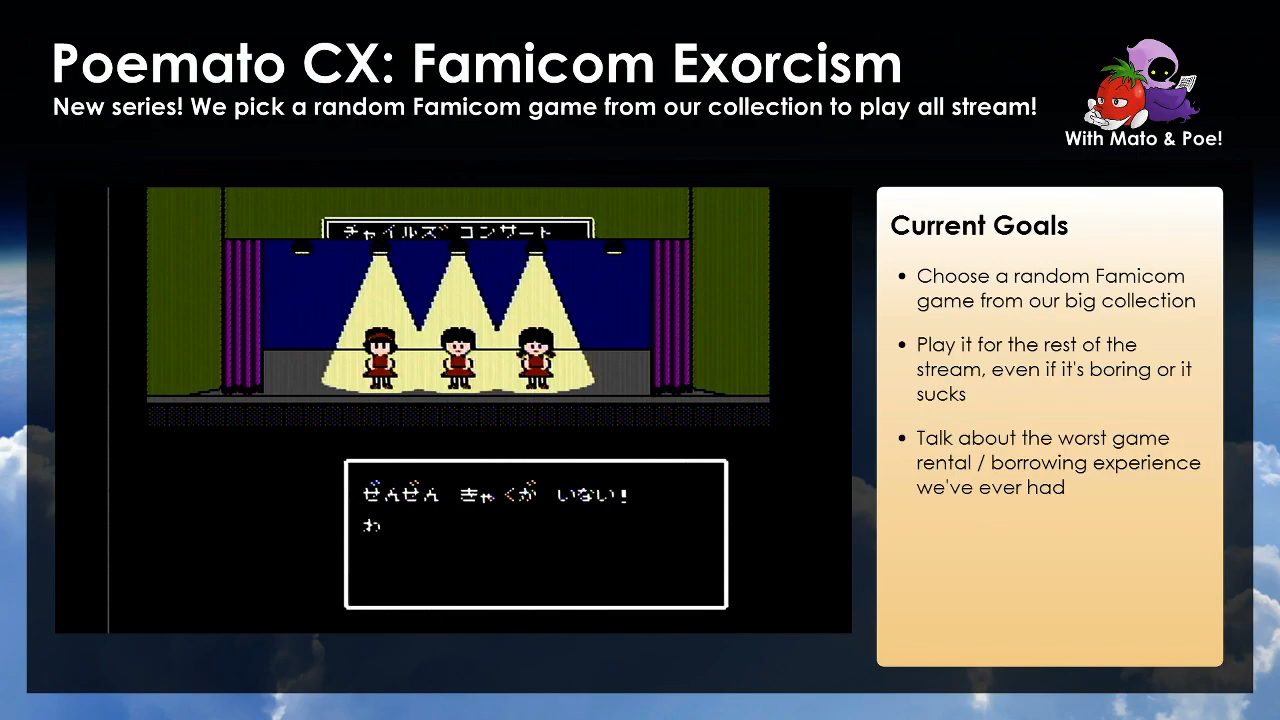 Poemato CX: Famicom Exorcism
New series! We pick a random Famicom game from our collection to play all stream!
With Mato & Poe!
チャイルズ コンサート
ぜんぜん きゃくが いない!
お
Current Goals
• Choose a random Famicom
game from our big collection
• Play it for the rest of the
stream, even if it's boring or it
sucks
• Talk about the worst game
rental / borrowing experience
we've ever had